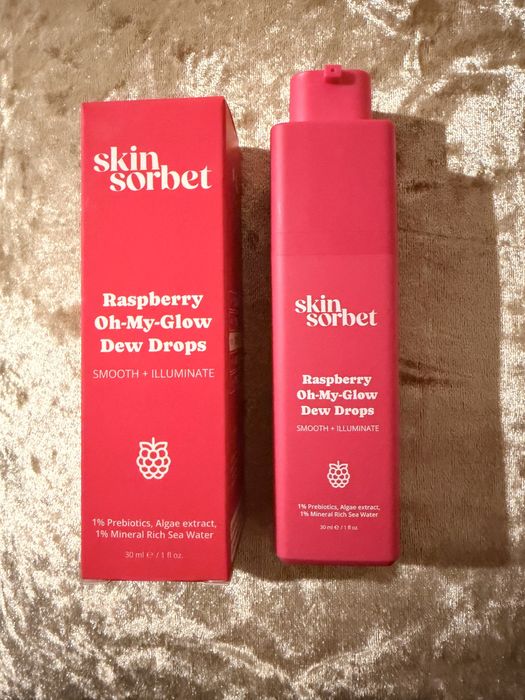 skin
sorbet
Raspberry
Oh-My-Glow
Dew Drops
SMOOTH + ILLUMINATE
1% Prebiotics, Algae extract,
1% Mineral Rich Sea Water
30 ml ℮ / 1 fl oz.
skin
sorbet
Raspberry
Oh-My-Glow
Dew Drops
SMOOTH + ILLUMINATE
1% Prebiotics, Algae extract,
1% Mineral Rich Sea Water
30 ml ℮ / 1 fl oz.